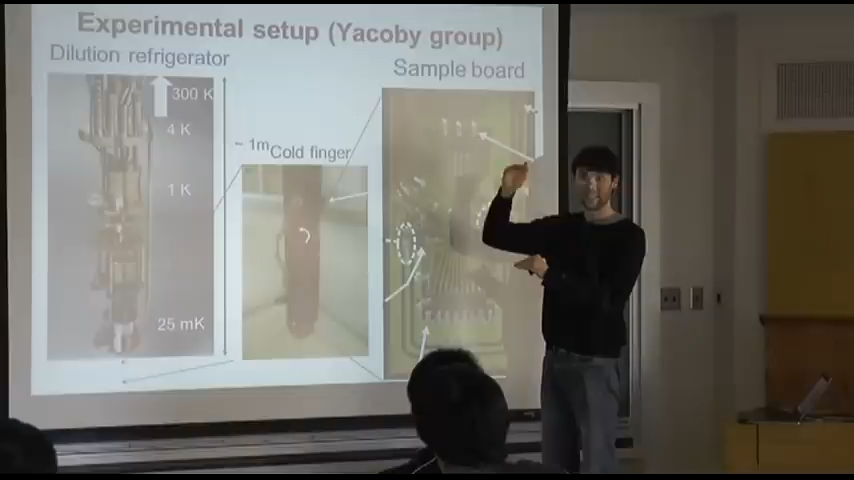 Experimental setup (Yacoby group)
Dilution refrigerator
Sample board
300 K
4 K
~ 1m
Cold finger
1 K
25 mK